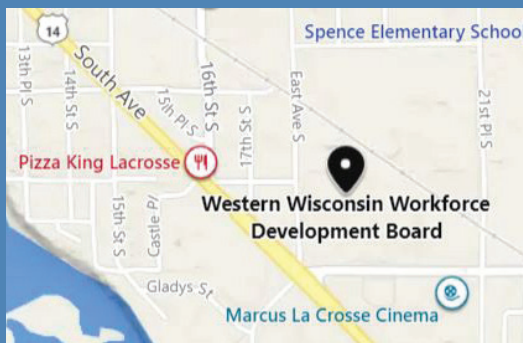 14
Spence Elementary School
South Ave
13th Pl S
14th St S
15th Pl S
16th St S
17th St S
East Ave S
21st Pl S
Pizza King Lacrosse
Western Wisconsin Workforce
Development Board
15th St S
Castle Pl
Gladys St
Marcus La Crosse Cinema